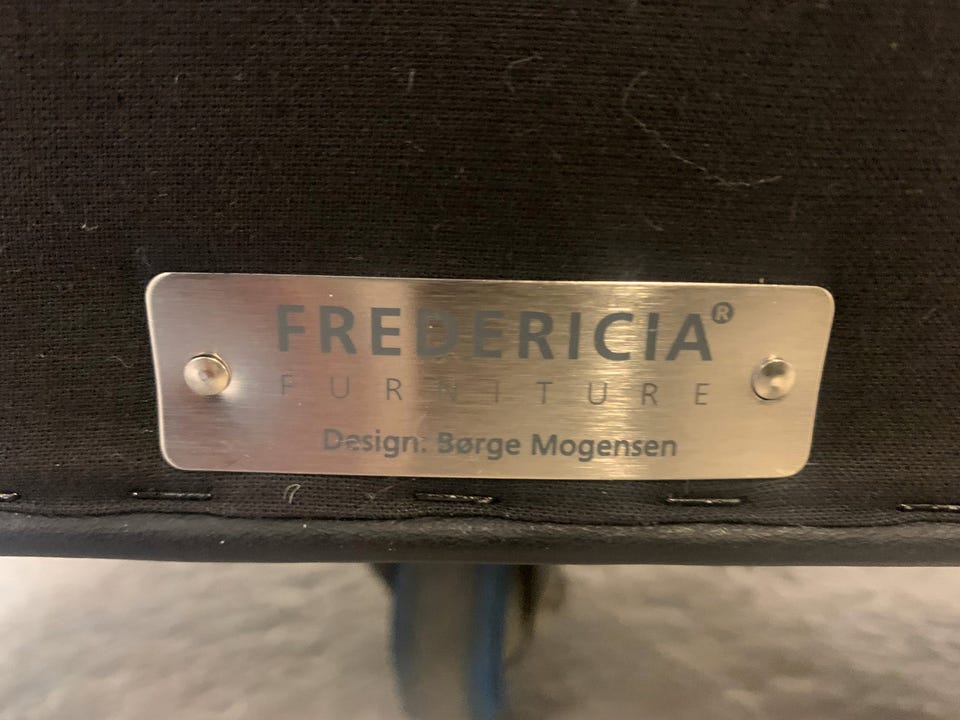 FREDERICIA®
FURNITURE
Design: Børge Mogensen